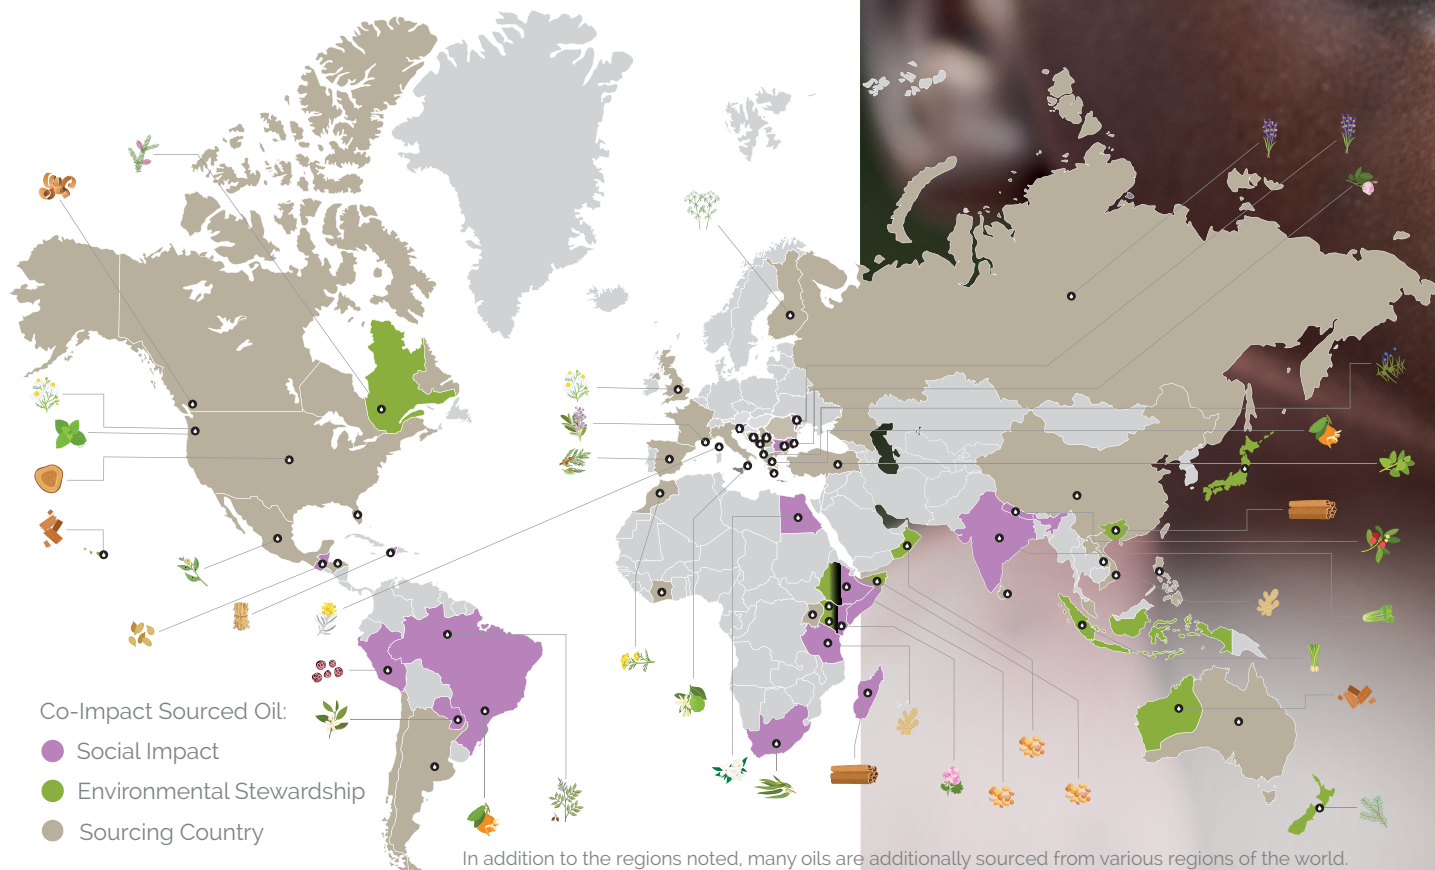 Co-Impact Sourced Oil:
Social Impact
Environmental Stewardship
Sourcing Country
In addition to the regions noted, many oils are additionally sourced from various regions of the world.